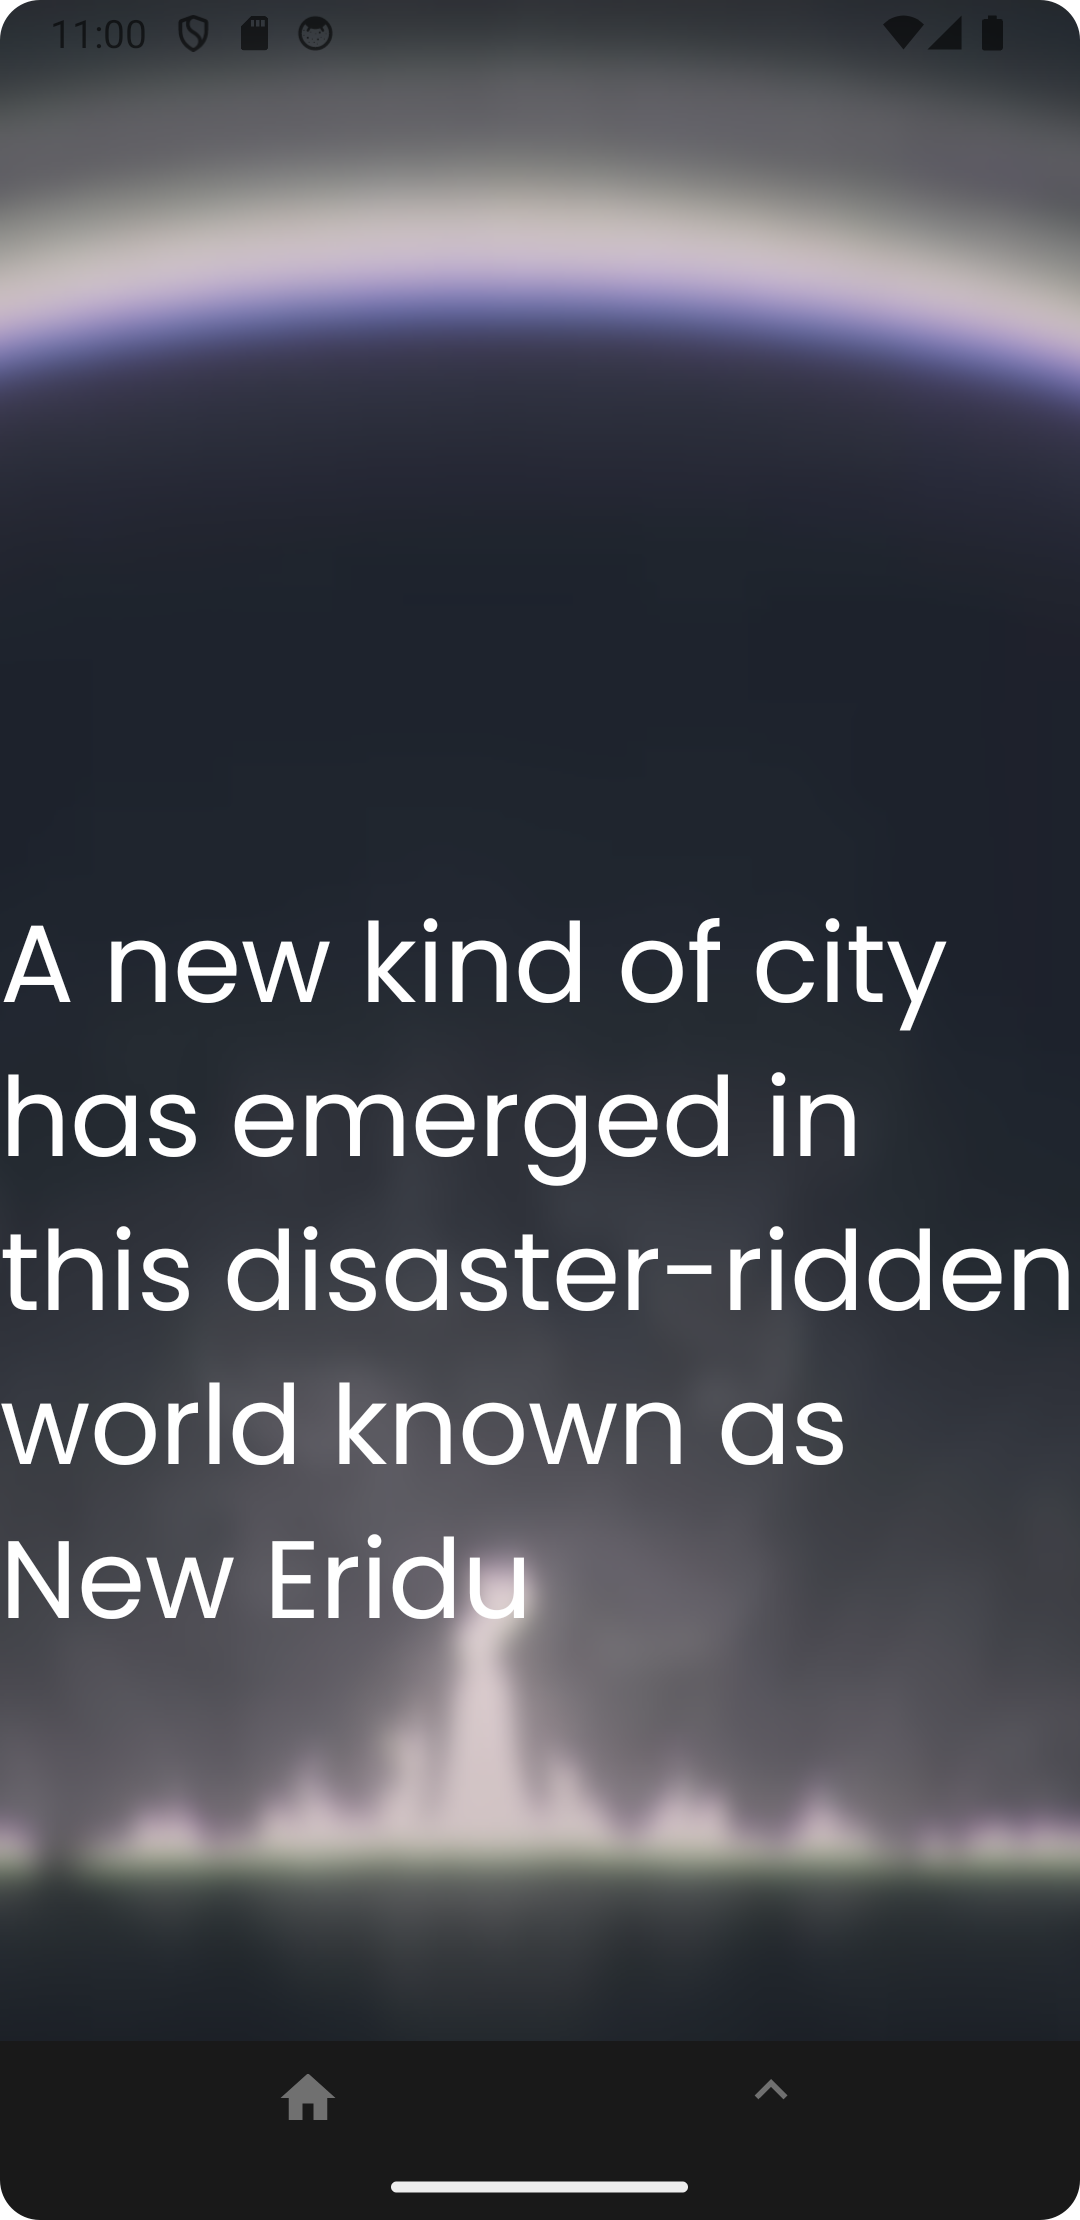 11:00
A new kind of city
has emerged in
this disaster-ridden
world known as
New Eridu